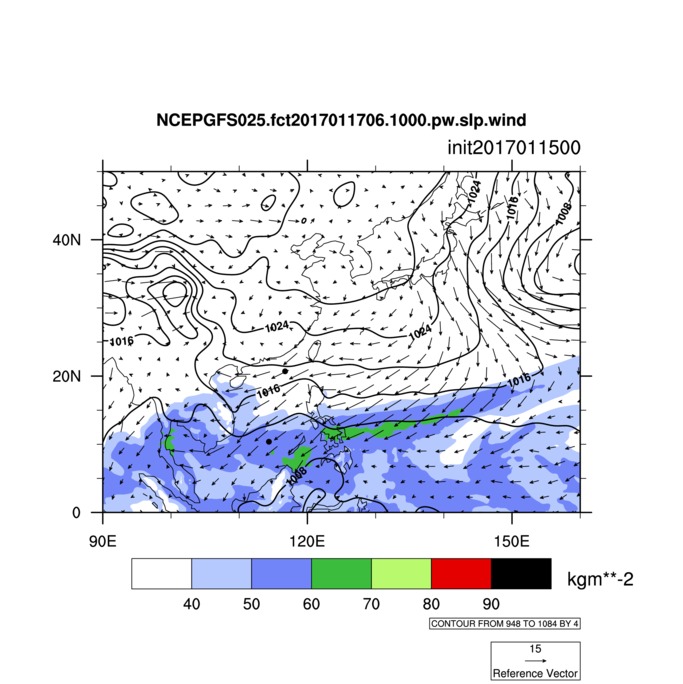 NCEPGFS025.fct2017011706.1000.pw.slp.wind
init2017011500
1024
1016
1008
0
40N
1024
1024
1016
20N
1016
1016
1008
0
90E 120E 150E
kgm**-2
40 50 60 70 80 90
CONTOUR FROM 948 TO 1084 BY 4
15
Reference Vector